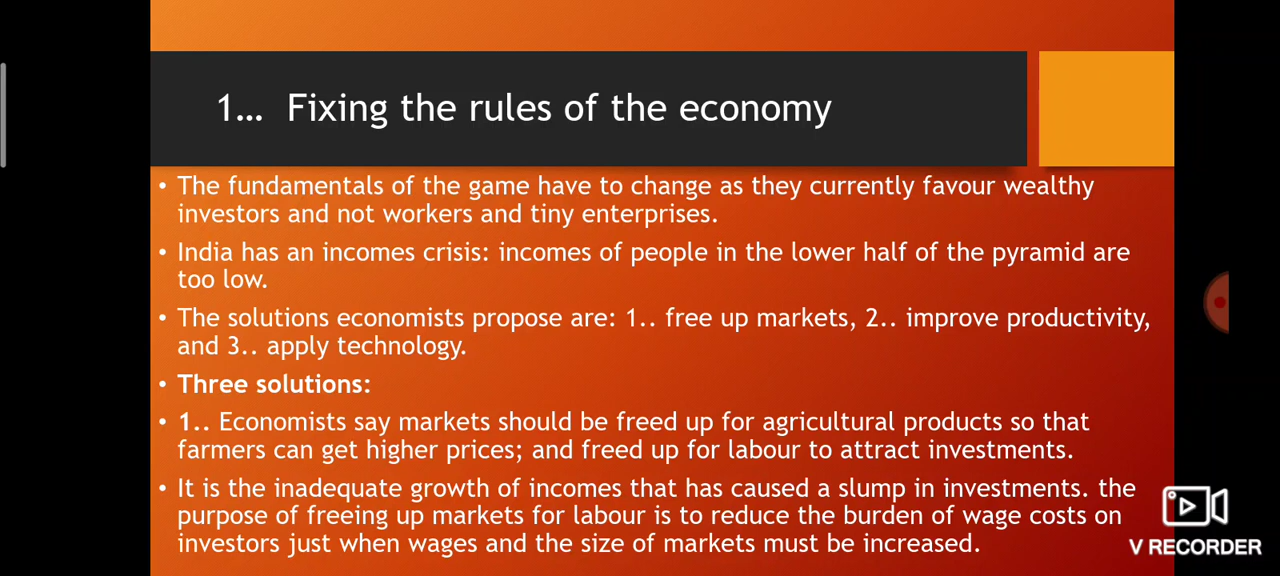 1... Fixing the rules of the economy
• The fundamentals of the game have to change as they currently favour wealthy
investors and not workers and tiny enterprises.
• India has an incomes crisis: incomes of people in the lower half of the pyramid are
too low.
• The solutions economists propose are: 1.. free up markets, 2.. improve productivity,
and 3.. apply technology.
• Three solutions:
• 1.. Economists say markets should be freed up for agricultural products so that
farmers can get higher prices; and freed up for labour to attract investments.
• It is the inadequate growth of incomes that has caused a slump in investments. the
purpose of freeing up markets for labour is to reduce the burden of wage costs on
investors just when wages and the size of markets must be increased.
V RECORDER